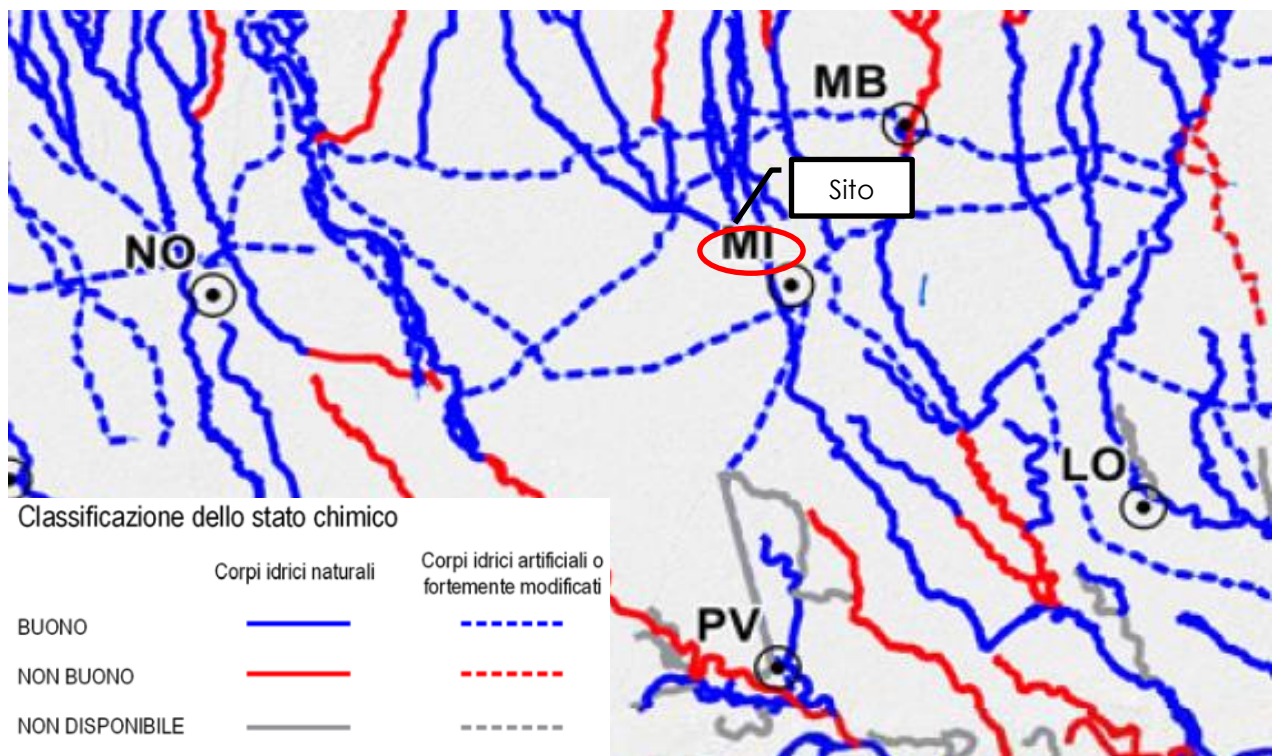 MB
Sito
NO
MI
LO
PV
Classificazione dello stato chimico
Corpi idrici naturali
Corpi idrici artificiali o
fortemente modificati
BUONO
NON BUONO
NON DISPONIBILE